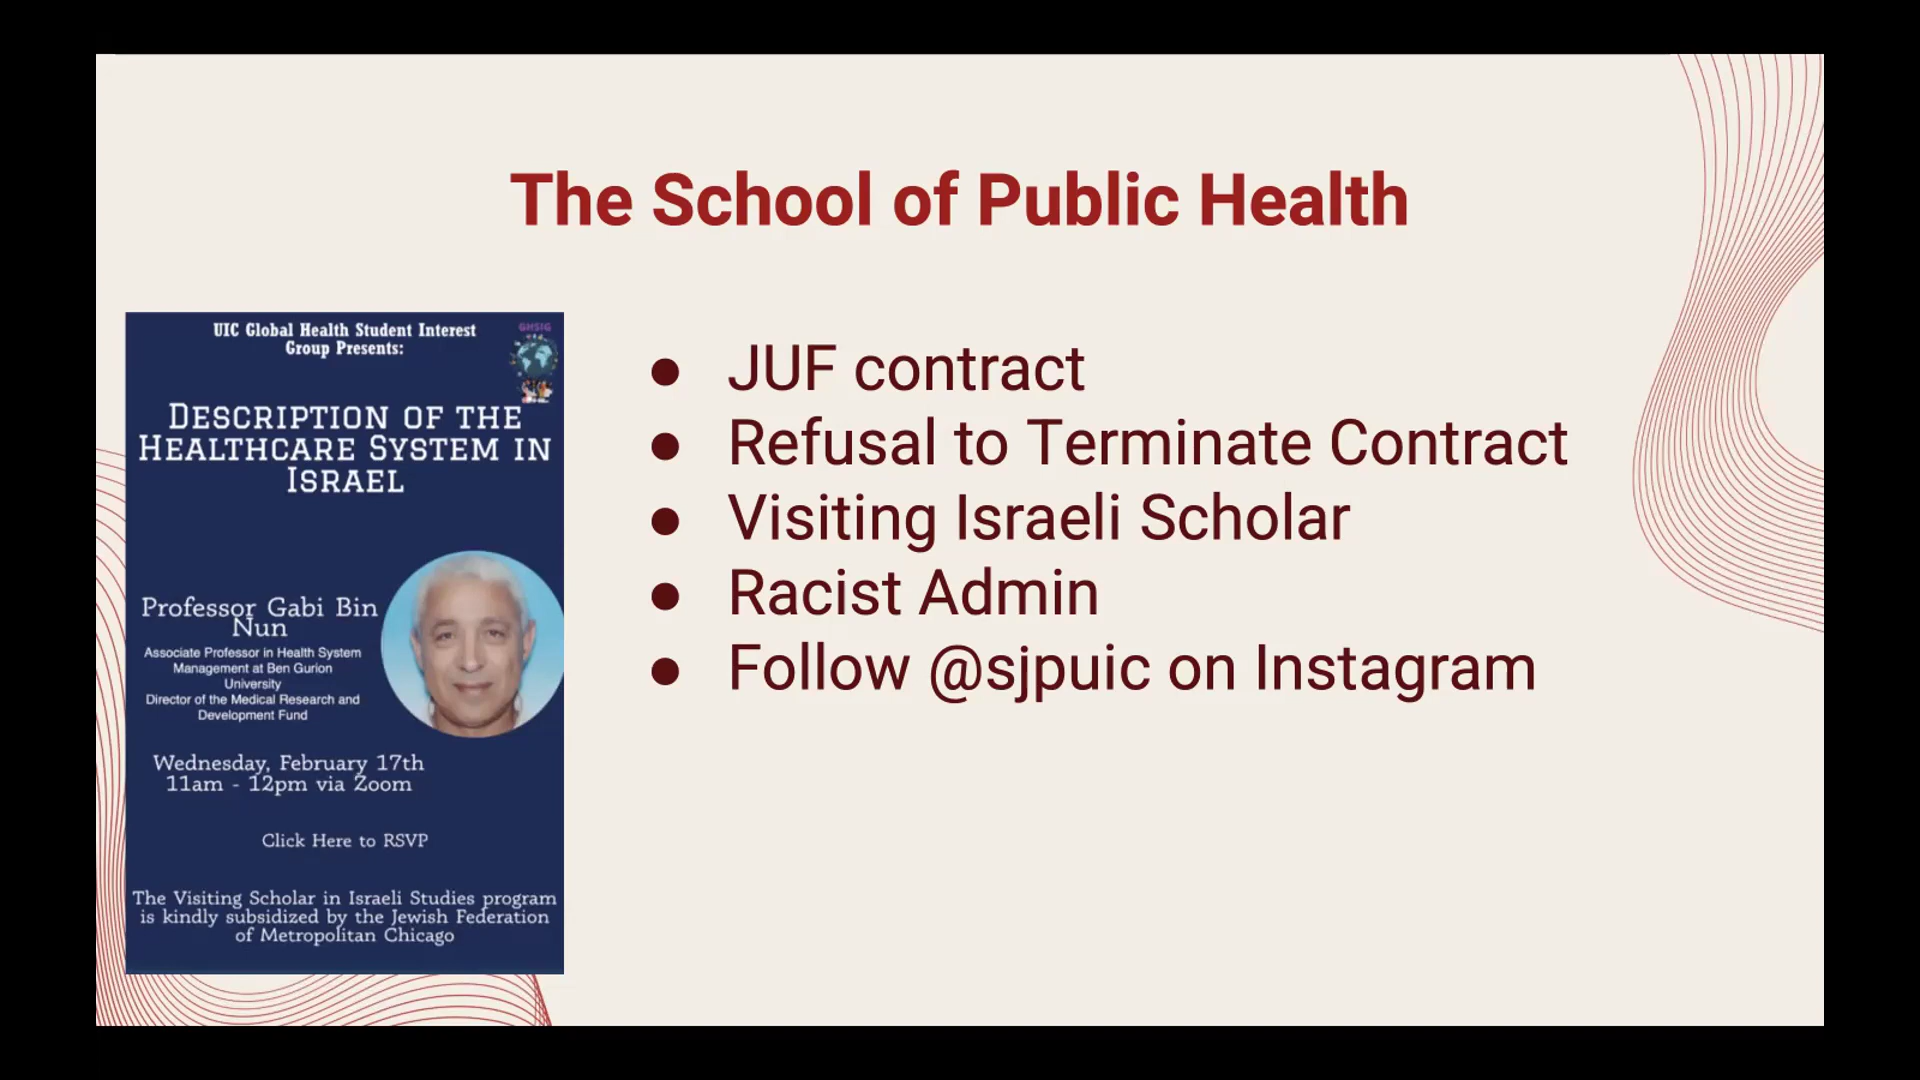 The School of Public Health
UIC Global Health Student Interest
Group Presents:
GHSIG
Description of the
Healthcare System in
Israel
Professor Gabi Bin
Nun
Associate Professor in Health System
Management at Ben Gurion
University
Director of the Medical Research and
Development Fund
Wednesday, February 17th
11am - 12pm via Zoom
Click Here to RSVP
The Visiting Scholar in Israeli Studies program
is kindly subsidized by the Jewish Federation
of Metropolitan Chicago
● JUF contract
● Refusal to Terminate Contract
● Visiting Israeli Scholar
● Racist Admin
● Follow @sjpuic on Instagram